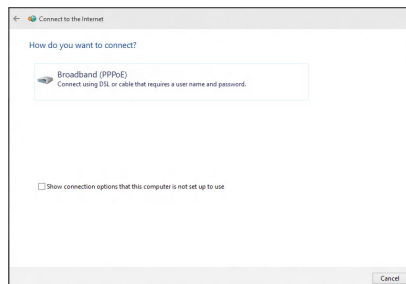 Connect to the Internet
How do you want to connect?
Broadband (PPPoE)
Connect using DSL or cable that requires a user name and password.
Show connection options that this computer is not set up to use
Cancel